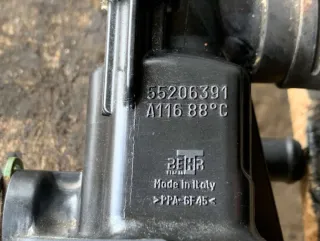 55206391
A116 88°C
BEHR
Made in Italy
>PPA-GF45<